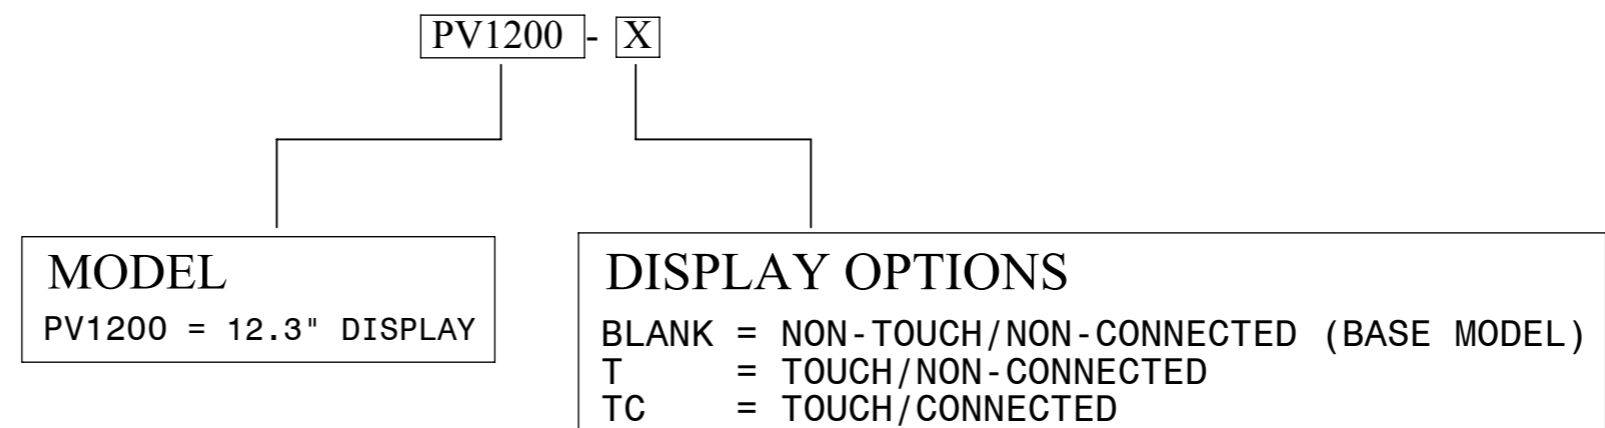 PV1200 - X
MODEL
PV1200 = 12.3" DISPLAY
DISPLAY OPTIONS
BLANK = NON-TOUCH/NON-CONNECTED (BASE MODEL)
T = TOUCH/NON-CONNECTED
TC = TOUCH/CONNECTED